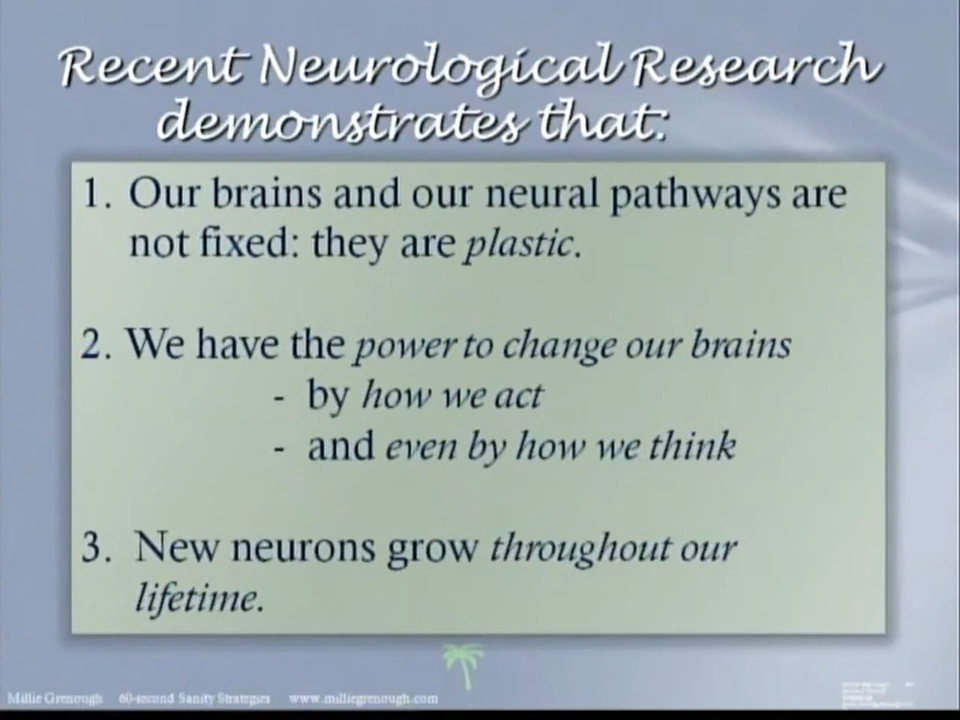 Recent Neurological Research
demonstrates that:
1. Our brains and our neural pathways are
not fixed: they are plastic.
2. We have the power to change our brains
- by how we act
- and even by how we think
3. New neurons grow throughout our
lifetime.
Millie Grenough 60-second Sanity Strategies www.milliegrenough.com